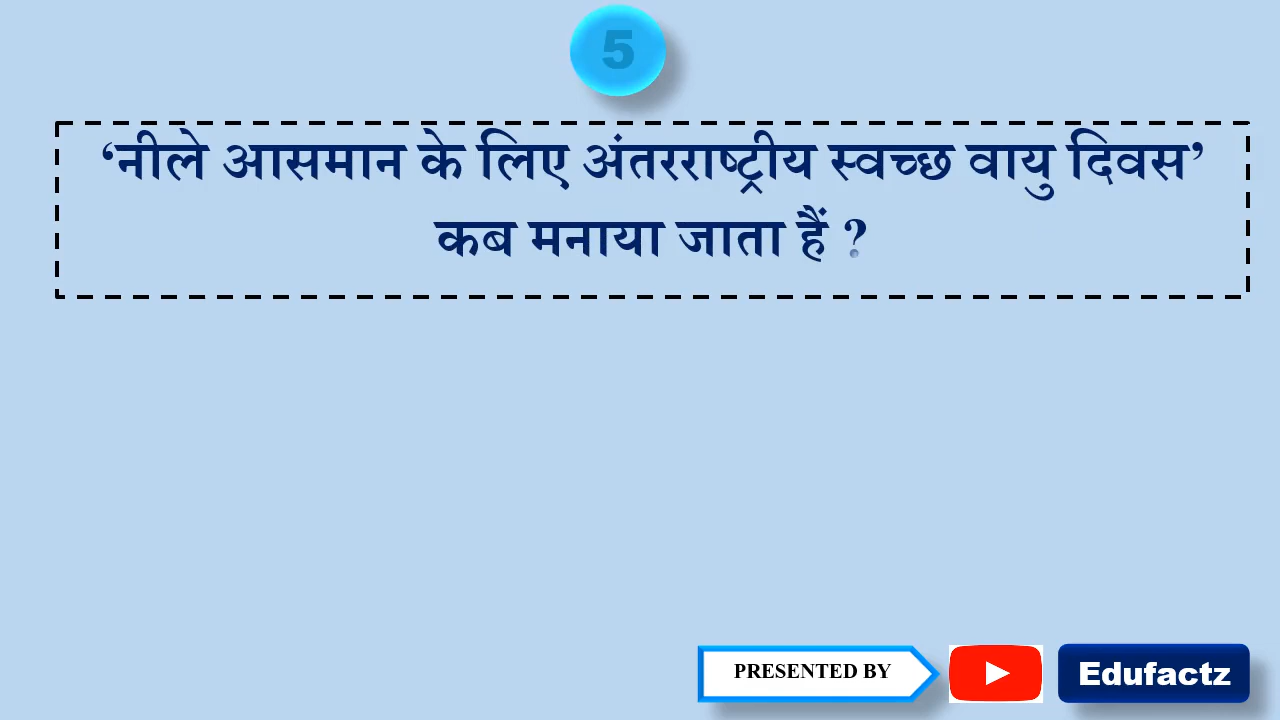 5
‘नीले आसमान के लिए अंतरराष्ट्रीय स्वच्छ वायु दिवस’
कब मनाया जाता हैं ?
PRESENTED BY
Edufactz